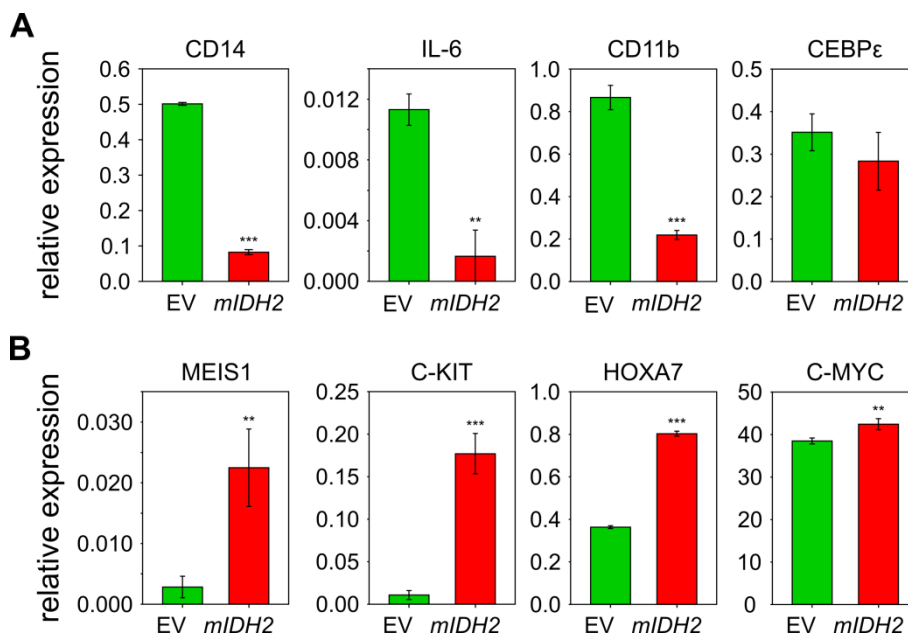 A
CD14 IL-6 CD11b CEBPε
relative expression
0.6 0.5 0.4 0.3 0.2 0.1 0.0
0.012 0.008 0.004 0.000
1.0 0.8 0.6 0.4 0.2 0.0
0.5 0.4 0.3 0.2 0.1 0.0
*** ** ***
EV mIDH2 EV mIDH2 EV mIDH2 EV mIDH2
B
MEIS1 C-KIT HOXA7 C-MYC
relative expression
0.030 0.020 0.010 0.000
0.25 0.20 0.15 0.10 0.05 0.00
1.0 0.8 0.6 0.4 0.2 0.0
50 40 30 20 10 0
** *** *** **
EV mIDH2 EV mIDH2 EV mIDH2 EV mIDH2